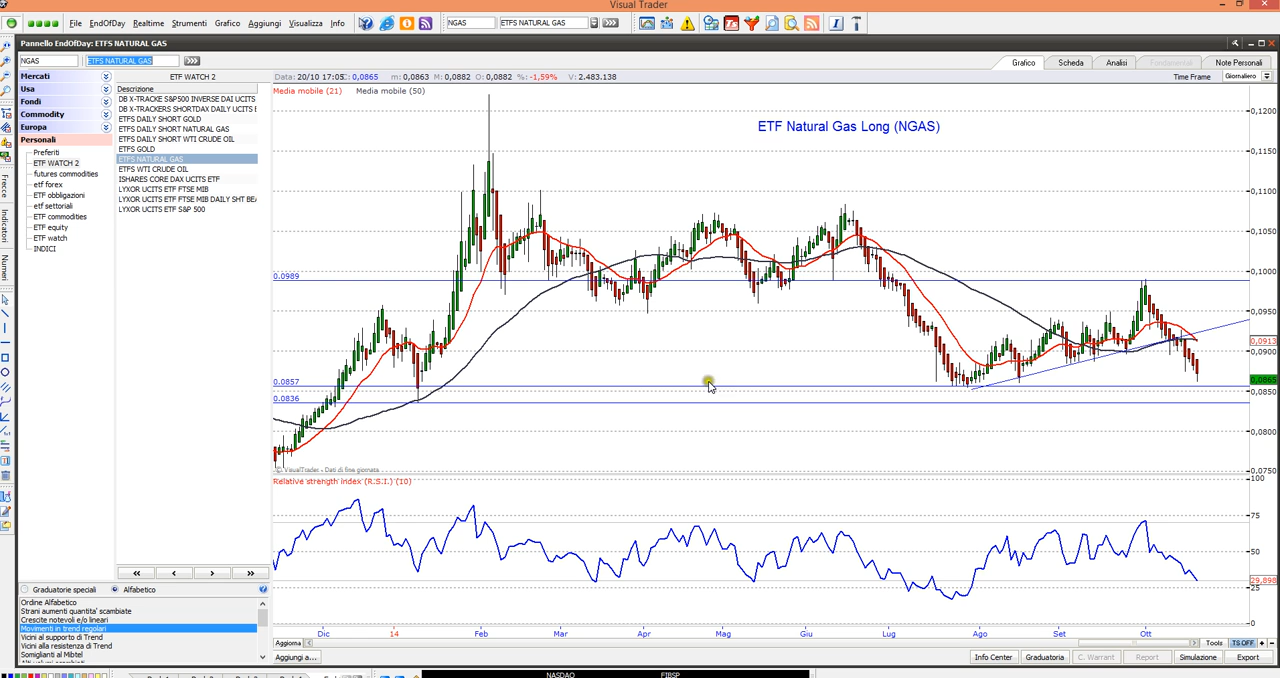 Visual Trader
File EndOfDay: Realtime Strumenti Grafico Aggiungi Visualizza Info NGAS ETFS NATURAL GAS
Pannello EndOfDay: ETFS NATURAL GAS
NGAS ETFS NATURAL GAS
Grafico Scheda Analisi Fondamentali Note Personali
Mercati
Usa
Fondi
Commodity
Europa
Personali
Preferiti
ETF WATCH 2
futures commodities
etf forex
ETF obbligazioni
etf settoriali
ETF commodities
ETF equity
ETF watch
INDICI
ETF WATCH 2
Descrizione
DB X-TRACKE S&P500 INVERSE DAI UCITS
DB X-TRACKERS SHORTDAX DAILY UCITS E
ETFS DAILY SHORT GOLD
ETFS DAILY SHORT NATURAL GAS
ETFS DAILY SHORT WTI CRUDE OIL
ETFS GOLD
ETFS NATURAL GAS
ETFS WTI CRUDE OIL
ISHARES CORE DAX UCITS ETF
LYXOR UCITS ETF FTSE MIB
LYXOR UCITS ETF FTSE MIB DAILY SHT BEA
LYXOR UCITS ETF S&P 500
Data: 20/10 17:05 C: 0,0865 m: 0,0863 M: 0,0882 O: 0,0882 %: -1,59% V: 2.483.138
Time Frame Giornaliero
Media mobile (21) Media mobile (50)
ETF Natural Gas Long (NGAS)
0,1200
0,1150
0,1100
0,1050
0,1000
0,0950
0,0913
0,0900
0,0865
0,0850
0,0800
0,0750
0.0989
0.0857
0.0836
© VisualTrader - Dati di fine giornata
Relative strength index (R.S.I.) (10)
100
75
50
29,898
25
0
Dic 14 Feb Mar Apr Mag Giu Lug Ago Set Ott
Graduatorie speciali Alfabetico
Ordine Alfabetico
Strani aumenti quantita' scambiate
Crescite notevoli e/o lineari
Movimenti in trend regolari
Vicini al supporto di Trend
Vicini alla resistenza di Trend
Somiglianti al Mibtel
Aggiorna Tools TS OFF
Aggiungi a... Info Center Graduatoria C. Warrant Report Simulazione Export
NASDAQ FIBSP
Frecce
Indicatori
Numeri